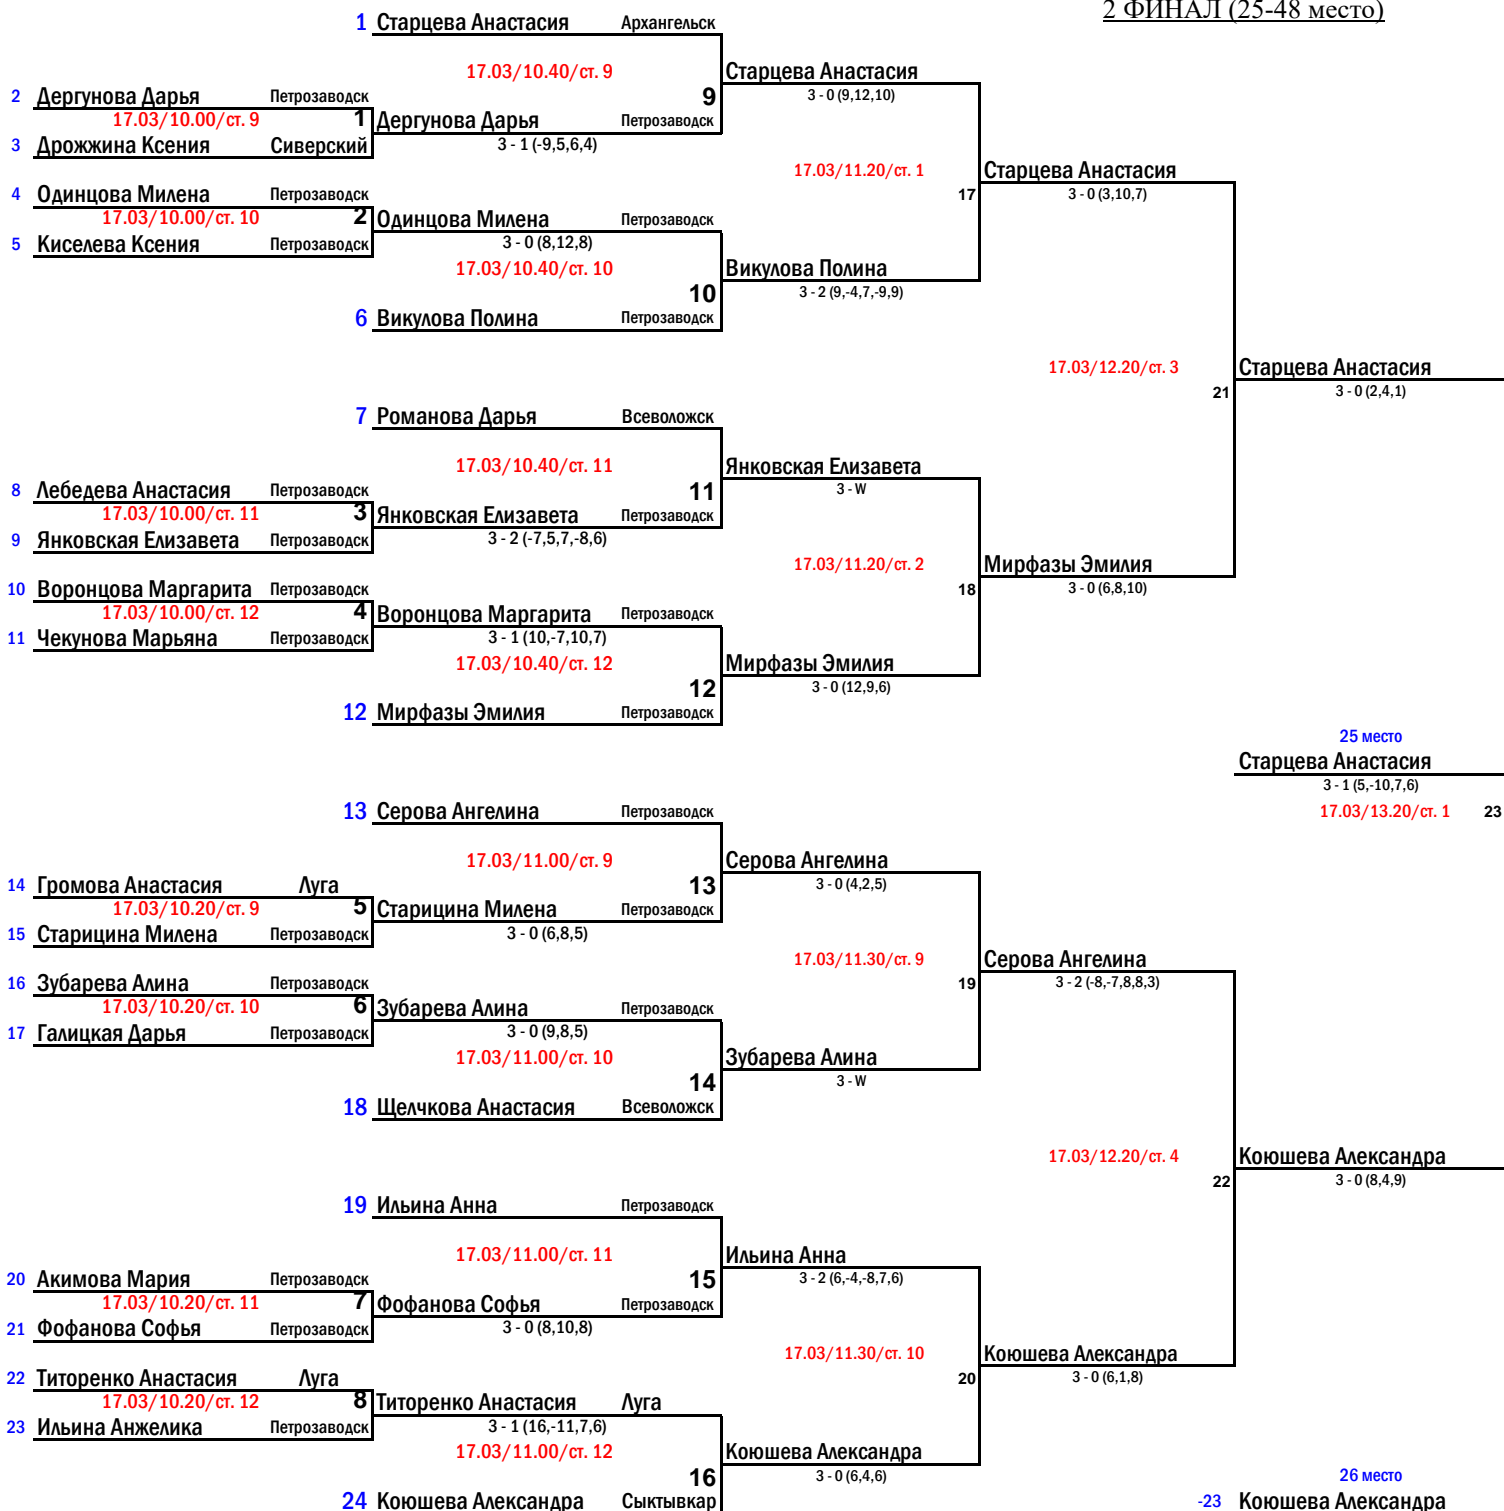 2 ФИНАЛ (25-48 место)
1 Старцева Анастасия Архангельск
17.03/10.40/ст. 9 Старцева Анастасия
2 Дергунова Дарья Петрозаводск 9 3 - 0 (9,12,10)
17.03/10.00/ст. 9 1 Дергунова Дарья Петрозаводск
3 Дрожжина Ксения Сиверский 3 - 1 (-9,5,6,4)
17.03/11.20/ст. 1 Старцева Анастасия
4 Одинцова Милена Петрозаводск 17 3 - 0 (3,10,7)
17.03/10.00/ст. 10 2 Одинцова Милена Петрозаводск
5 Киселева Ксения Петрозаводск 3 - 0 (8,12,8)
17.03/10.40/ст. 10 Викулова Полина
10 3 - 2 (9,-4,7,-9,9)
6 Викулова Полина Петрозаводск
17.03/12.20/ст. 3 Старцева Анастасия
21 3 - 0 (2,4,1)
7 Романова Дарья Всеволожск
17.03/10.40/ст. 11 Янковская Елизавета
8 Лебедева Анастасия Петрозаводск 11 3 - W
17.03/10.00/ст. 11 3 Янковская Елизавета Петрозаводск
9 Янковская Елизавета Петрозаводск 3 - 2 (-7,5,7,-8,6)
17.03/11.20/ст. 2 Мирфазы Эмилия
10 Воронцова Маргарита Петрозаводск 18 3 - 0 (6,8,10)
17.03/10.00/ст. 12 4 Воронцова Маргарита Петрозаводск
11 Чекунова Марьяна Петрозаводск 3 - 1 (10,-7,10,7)
17.03/10.40/ст. 12 Мирфазы Эмилия
12 3 - 0 (12,9,6)
12 Мирфазы Эмилия Петрозаводск
25 место
Старцева Анастасия
3 - 1 (5,-10,7,6)
13 Серова Ангелина Петрозаводск 17.03/13.20/ст. 1 23
17.03/11.00/ст. 9 Серова Ангелина
14 Громова Анастасия Луга 13 3 - 0 (4,2,5)
17.03/10.20/ст. 9 5 Старицина Милена Петрозаводск
15 Старицина Милена Петрозаводск 3 - 0 (6,8,5)
17.03/11.30/ст. 9 Серова Ангелина
16 Зубарева Алина Петрозаводск 19 3 - 2 (-8,-7,8,8,3)
17.03/10.20/ст. 10 6 Зубарева Алина Петрозаводск
17 Галицкая Дарья Петрозаводск 3 - 0 (9,8,5)
17.03/11.00/ст. 10 Зубарева Алина
14 3 - W
18 Щелчкова Анастасия Всеволожск
17.03/12.20/ст. 4 Коюшева Александра
22 3 - 0 (8,4,9)
19 Ильина Анна Петрозаводск
17.03/11.00/ст. 11 Ильина Анна
20 Акимова Мария Петрозаводск 15 3 - 2 (6,-4,-8,7,6)
17.03/10.20/ст. 11 7 Фофанова Софья Петрозаводск
21 Фофанова Софья Петрозаводск 3 - 0 (8,10,8)
17.03/11.30/ст. 10 Коюшева Александра
22 Титоренко Анастасия Луга 20 3 - 0 (6,1,8)
17.03/10.20/ст. 12 8 Титоренко Анастасия Луга
23 Ильина Анжелика Петрозаводск 3 - 1 (16,-11,7,6)
17.03/11.00/ст. 12 Коюшева Александра
16 3 - 0 (6,4,6) 26 место
24 Коюшева Александра Сыктывкар -23 Коюшева Александра